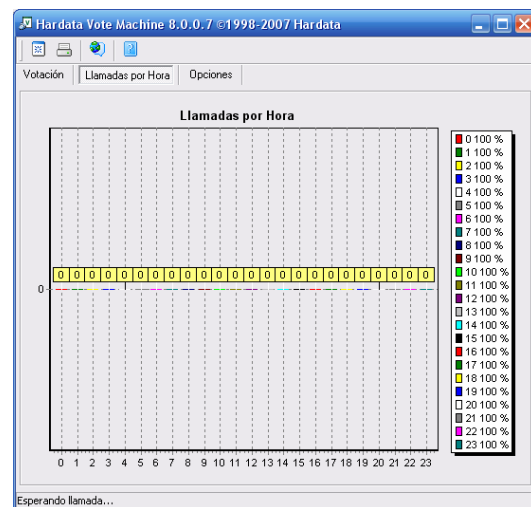 Hardata Vote Machine 8.0.0.7 ©1998-2007 Hardata
Votación Llamadas por Hora Opciones
Llamadas por Hora
0 0 0 0 0 0 0 0 0 0 0 0 0 0 0 0 0 0 0 0 0 0 0 0
0
0 1 2 3 4 5 6 7 8 9 10 11 12 13 14 15 16 17 18 19 20 21 22 23
0 100 %
1 100 %
2 100 %
3 100 %
4 100 %
5 100 %
6 100 %
7 100 %
8 100 %
9 100 %
10 100 %
11 100 %
12 100 %
13 100 %
14 100 %
15 100 %
16 100 %
17 100 %
18 100 %
19 100 %
20 100 %
21 100 %
22 100 %
23 100 %
Esperando llamada...